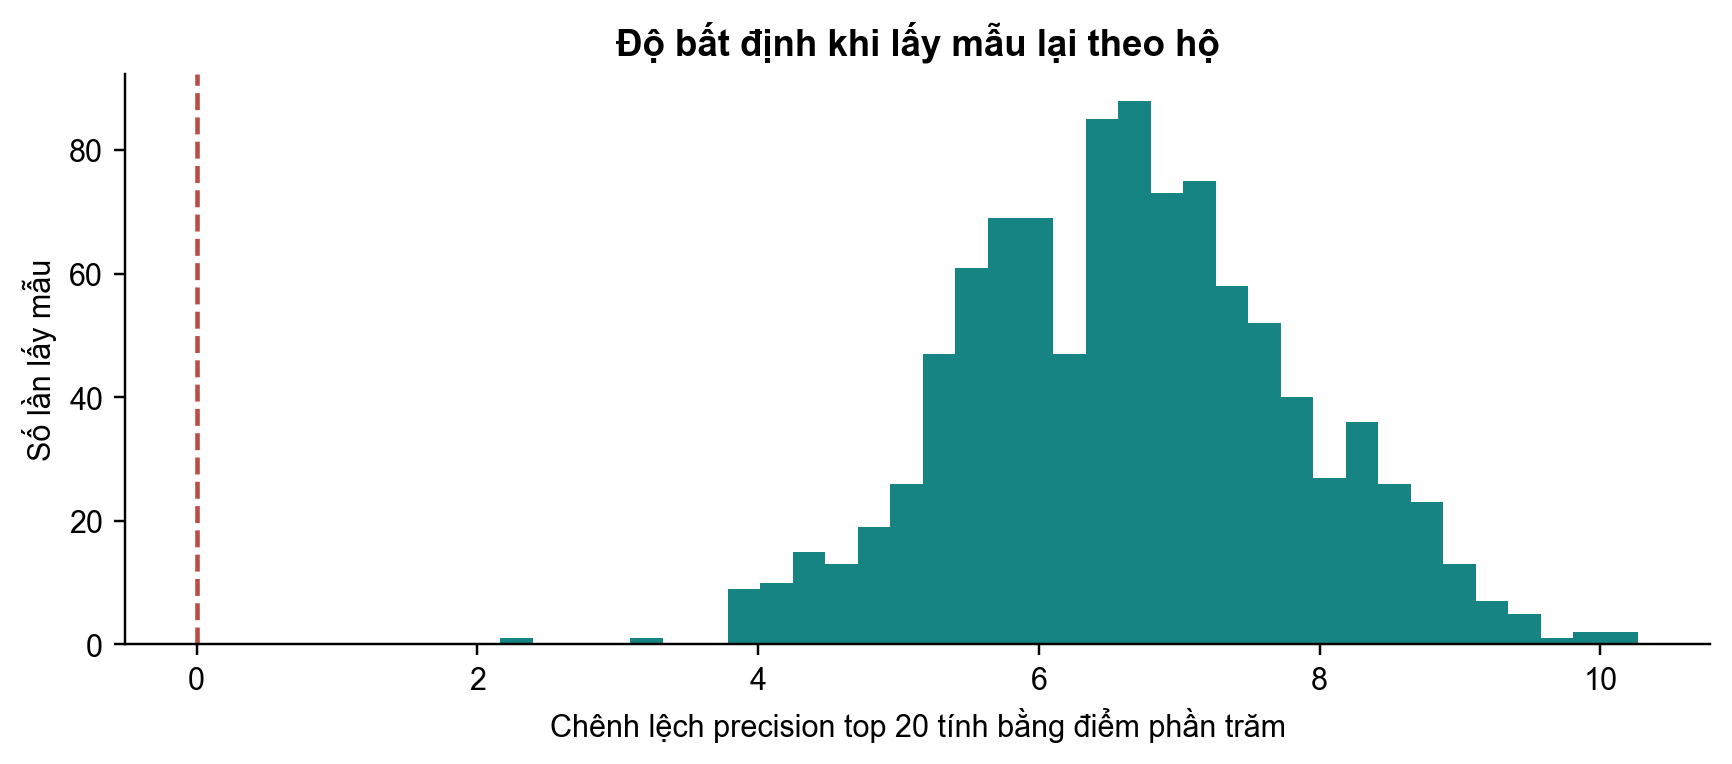 Độ bất định khi lấy mẫu lại theo hộ
Số lần lấy mẫu
80
60
40
20
0
0 2 4 6 8 10
Chênh lệch precision top 20 tính bằng điểm phần trăm